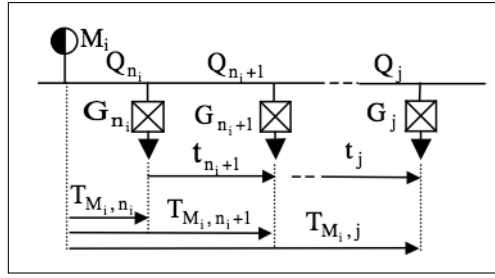 M_i
Q_{n_i} Q_{n_i+1} Q_j
G_{n_i} G_{n_i+1} G_j
t_{n_i+1} t_j
T_{M_i, n_i}
T_{M_i, n_i+1}
T_{M_i, j}